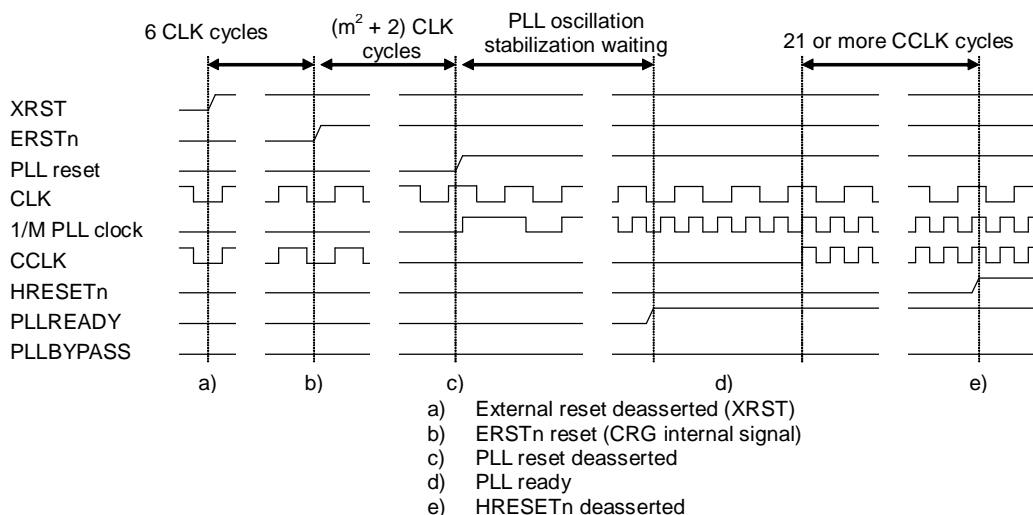 6 CLK cycles
(m² + 2) CLK
cycles
PLL oscillation
stabilization waiting
21 or more CCLK cycles
XRST
ERSTn
PLL reset
CLK
1/M PLL clock
CCLK
HRESETn
PLLREADY
PLLBYPASS
a) b) c) d) e)
a) External reset deasserted (XRST)
b) ERSTn reset (CRG internal signal)
c) PLL reset deasserted
d) PLL ready
e) HRESETn deasserted